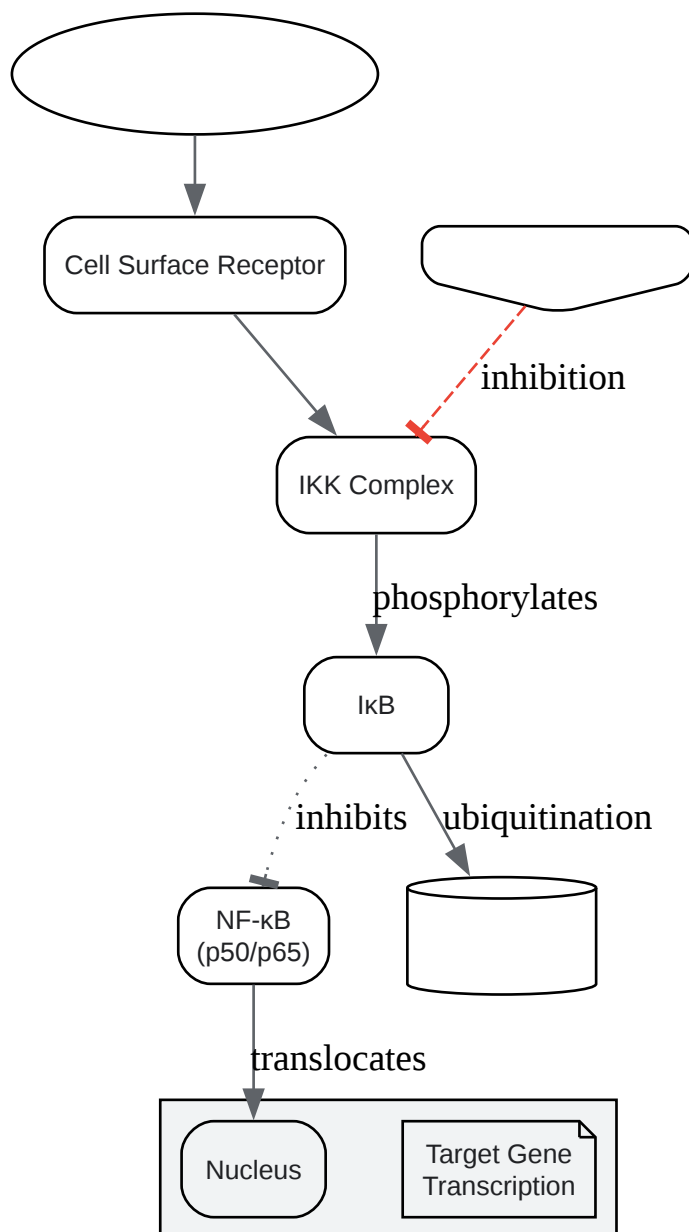 Cell Surface Receptor
inhibition
IKK Complex
phosphorylates
IκB
inhibits
ubiquitination
NF-κB
(p50/p65)
translocates
Nucleus
Target Gene
Transcription